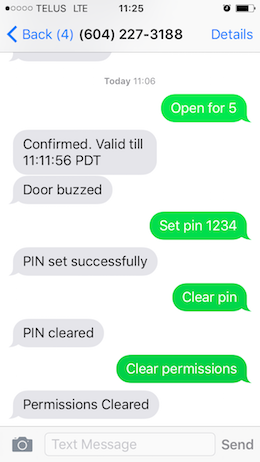 TELUS LTE 11:25
Back (4) (604) 227-3188 Details
Today 11:06
Open for 5
Confirmed. Valid till
11:11:56 PDT
Door buzzed
Set pin 1234
PIN set successfully
Clear pin
PIN cleared
Clear permissions
Permissions Cleared
Text Message Send